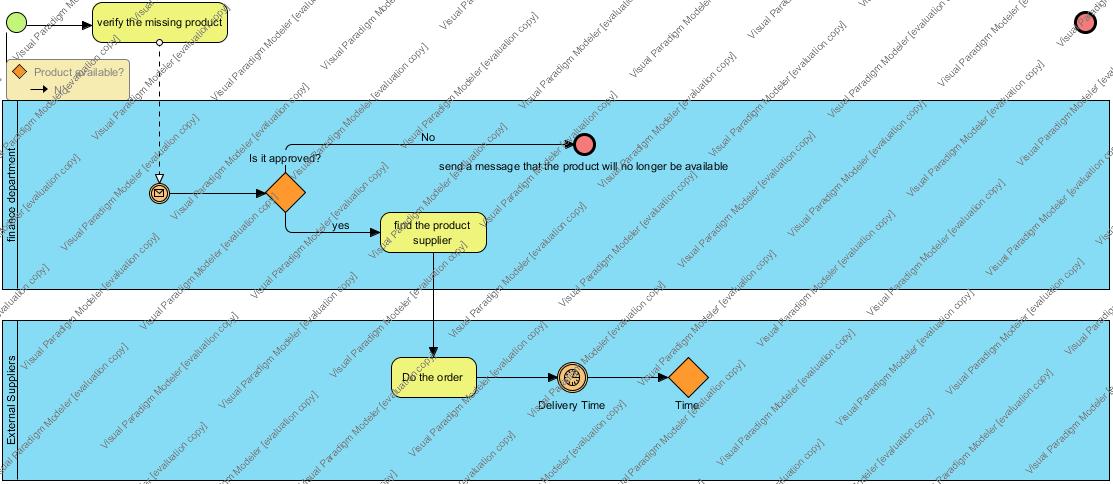 verify the missing product
Product available?
No
finance department
Is it approved?
No
send a message that the product will no longer be available
yes
find the product
supplier
External Suppliers
Do the order
Delivery Time
Time
Visual Paradigm Modeler [evaluation copy]